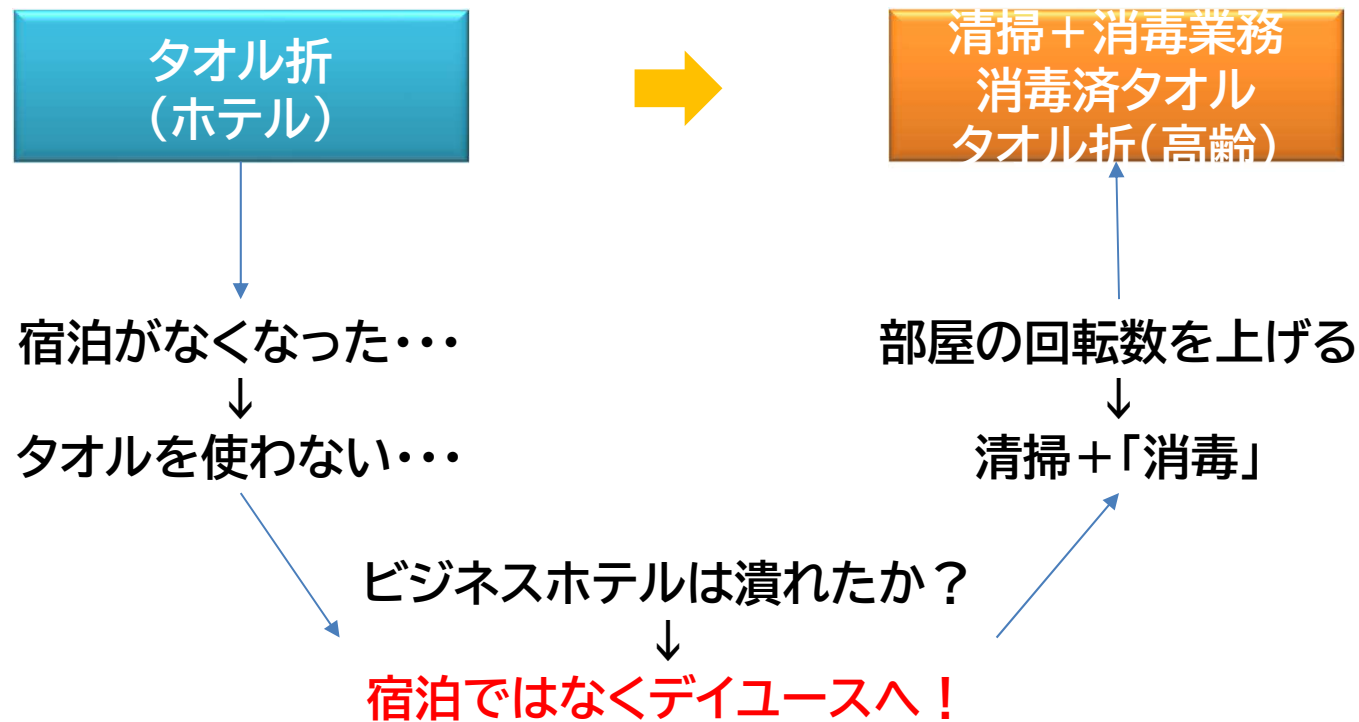 タオル折
(ホテル)
清掃+消毒業務
消毒済タオル
タオル折(高齢)
宿泊がなくなった・・・
↓
タオルを使わない・・・
部屋の回転数を上げる
↓
清掃+「消毒」
ビジネスホテルは潰れたか?
↓
宿泊ではなくデイユースへ!